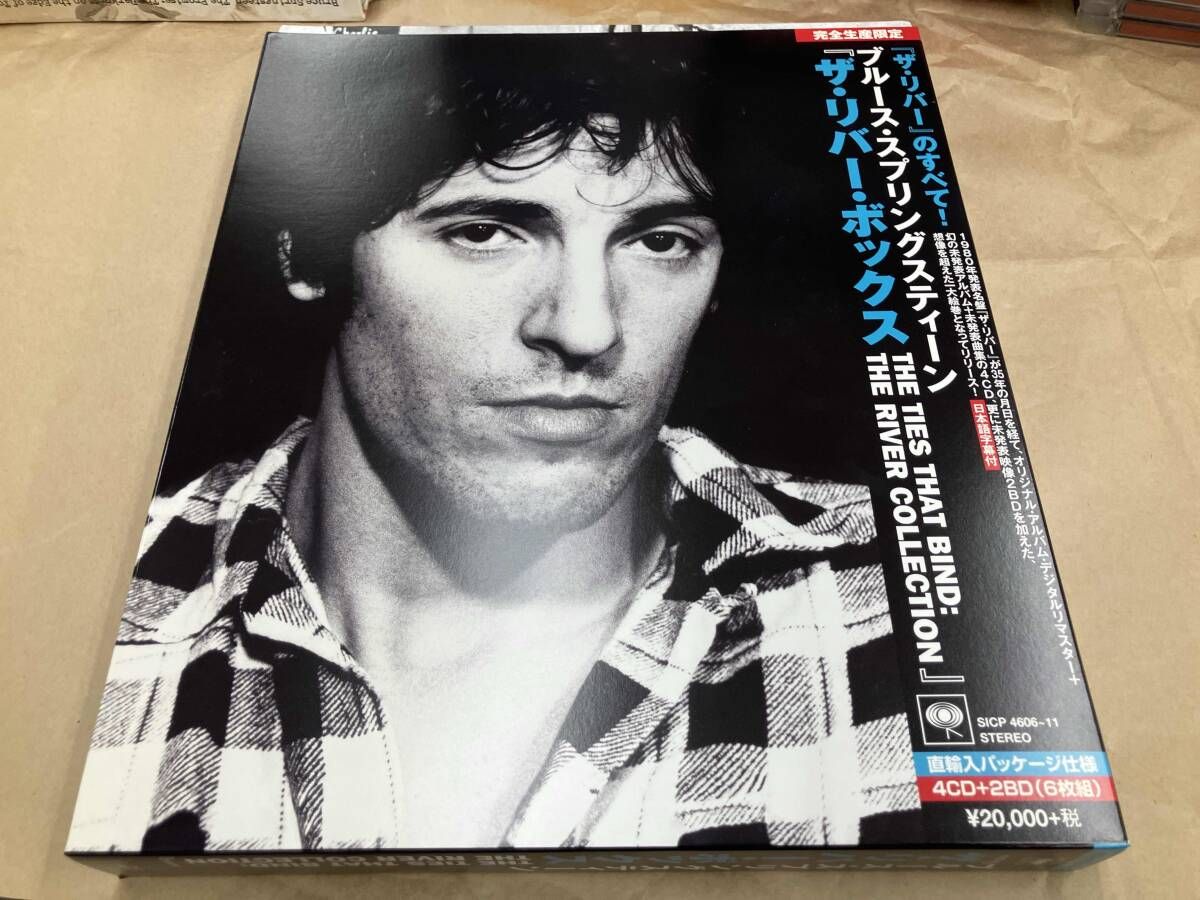 Charlie
完全生産限定
『ザ・リバー』のすべて!
ブルース・スプリングスティーン
『ザ・リバー・ボックス
THE TIES THAT BIND:
THE RIVER COLLECTION』
1980年発表名盤『ザ・リバー』が35年の月日を経て、オリジナル・アルバム・デジタルリマスター+
幻の未発表アルバム+未発表曲集の4CD、更に未発表映像2BDを加えた、
想像を超えた一大絵巻となってリリース!
日本語字幕付
SICP 4606~11
STEREO
直輸入パッケージ仕様
4CD+2BD(6枚組)
¥20,000+税
THE RIVER COLLECTION